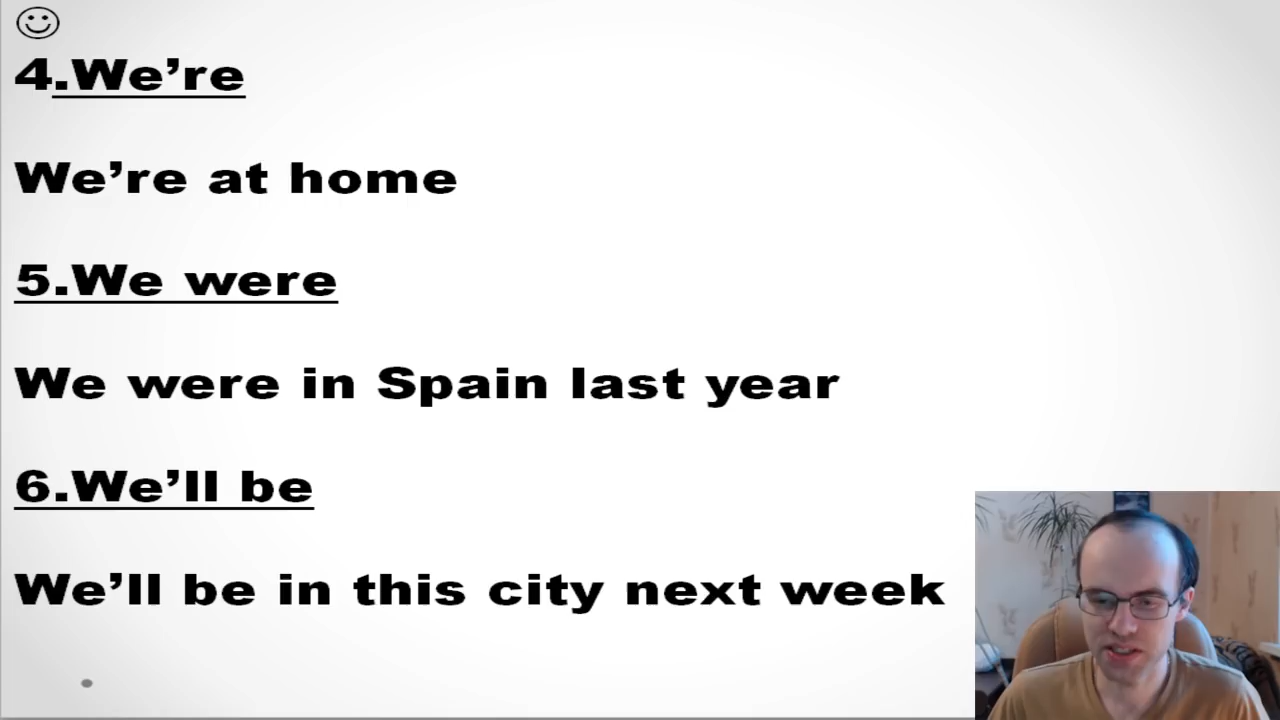 4.We’re
We’re at home
5.We were
We were in Spain last year
6.We’ll be
We’ll be in this city next week